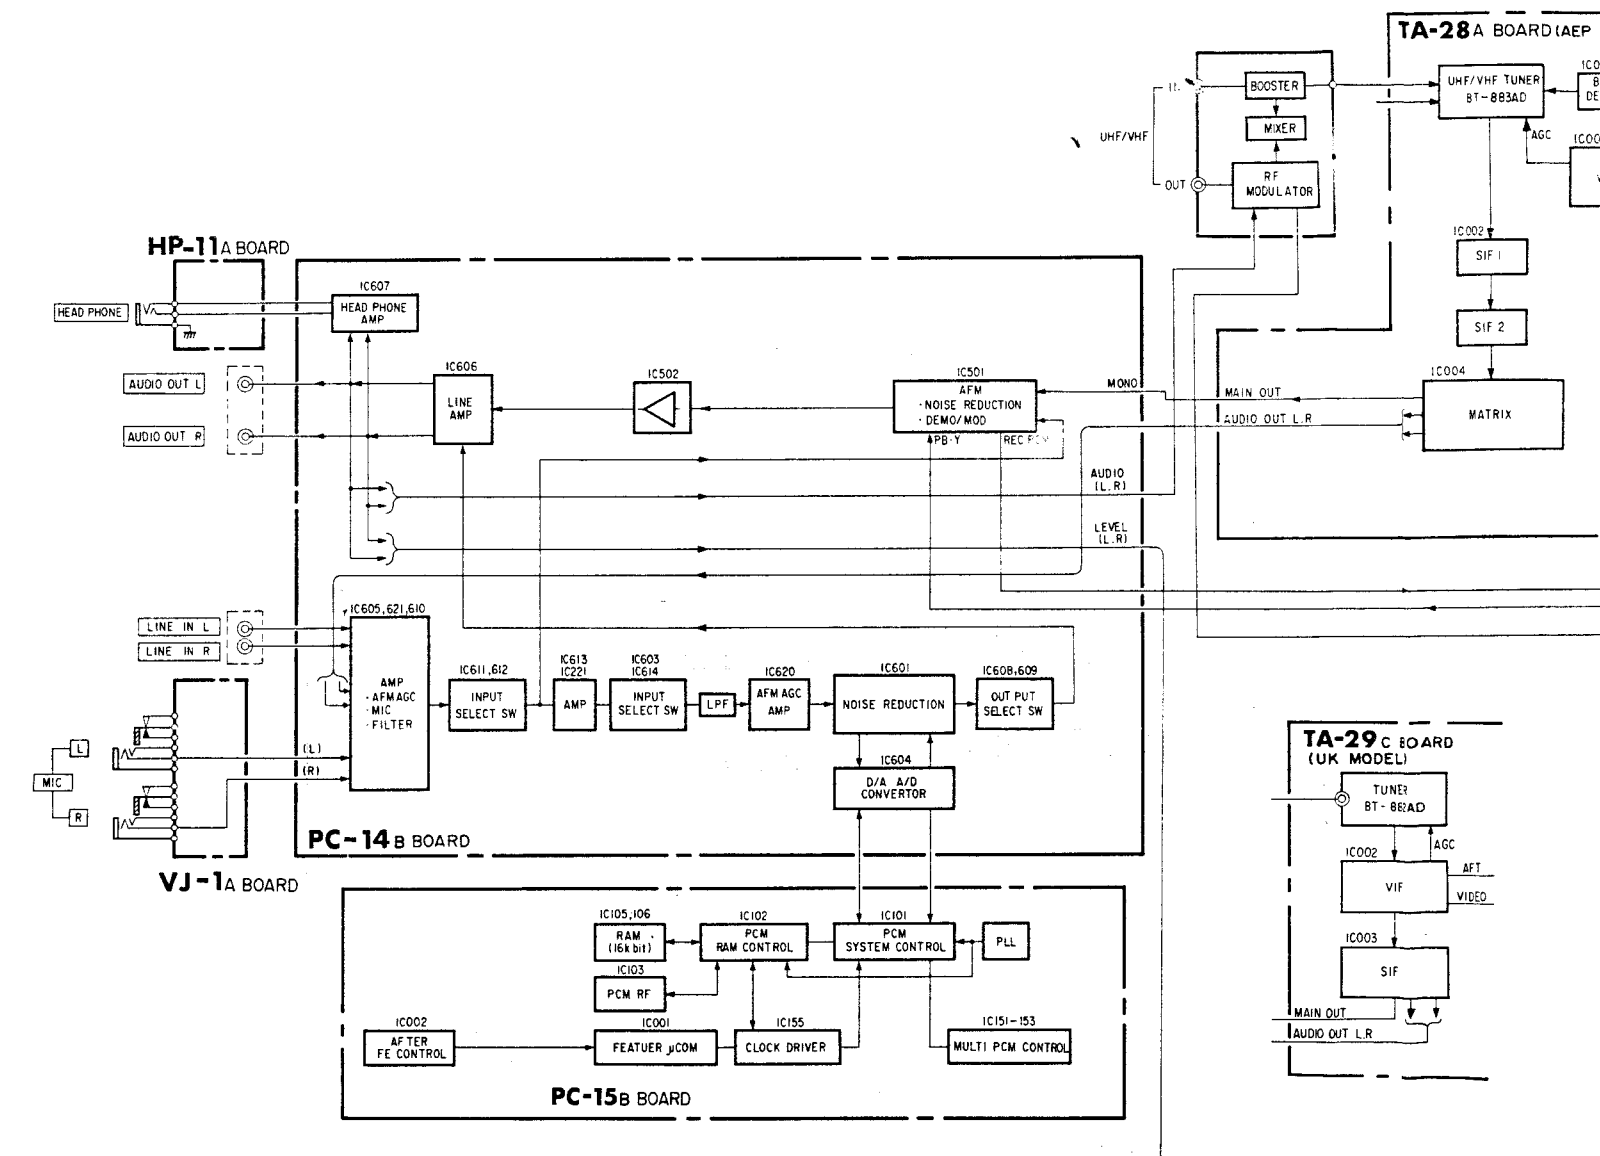 TA-28A BOARD (AEP
UHF/VHF TUNER
BT-883AD
AGC
BOOSTER
MIXER
RF
MODULATOR
UHF/VHF
OUT
IC002
SIF 1
SIF 2
IC004
MATRIX
MAIN OUT
AUDIO OUT L.R
HP-11A BOARD
HEAD PHONE
IC607
HEAD PHONE
AMP
AUDIO OUT L
AUDIO OUT R
IC606
LINE
AMP
IC502
IC501
AFM
· NOISE REDUCTION
· DEMO/MOD
PB-Y
REC
MONO
AUDIO
(L.R)
LEVEL
(L.R)
LINE IN L
LINE IN R
IC605,621,610
AMP
· AFMAGC
· MIC
· FILTER
IC611,612
INPUT
SELECT SW
IC613
IC221
AMP
IC603
IC614
INPUT
SELECT SW
LPF
IC620
AFMAGC
AMP
IC601
NOISE REDUCTION
IC608,609
OUTPUT
SELECT SW
IC604
D/A A/D
CONVERTOR
MIC
L
R
(L)
(R)
PC-14B BOARD
VJ-1A BOARD
IC105,106
RAM
(16k bit)
IC102
PCM
RAM CONTROL
IC101
PCM
SYSTEM CONTROL
PLL
IC103
PCM RF
IC002
AFTER
FE CONTROL
IC001
FEATUER µCOM
IC155
CLOCK DRIVER
IC151-153
MULTI PCM CONTROL
PC-15B BOARD
TA-29C BOARD
(UK MODEL)
TUNER
BT-882AD
AGC
IC002
VIF
AFT
VIDEO
IC003
SIF
MAIN OUT
AUDIO OUT L.R